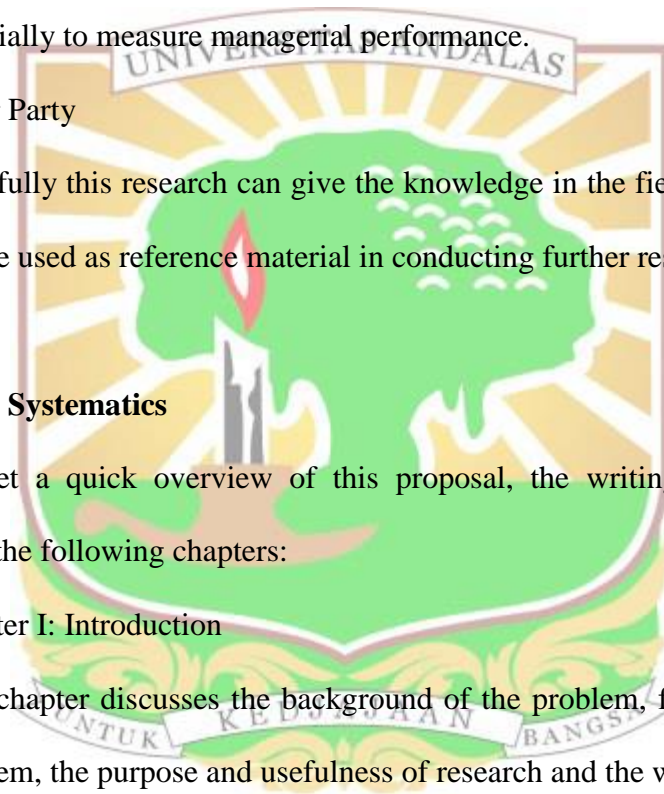 ially to measure managerial performance.
UNIVERSITAS ANDALAS
Party
fully this research can give the knowledge in the fie
e used as reference material in conducting further res
Systematics
et a quick overview of this proposal, the writin
the following chapters:
ter I: Introduction
chapter discusses the background of the problem, f
UNTUK KEDJAJAAN BANGSA
em, the purpose and usefulness of research and the w